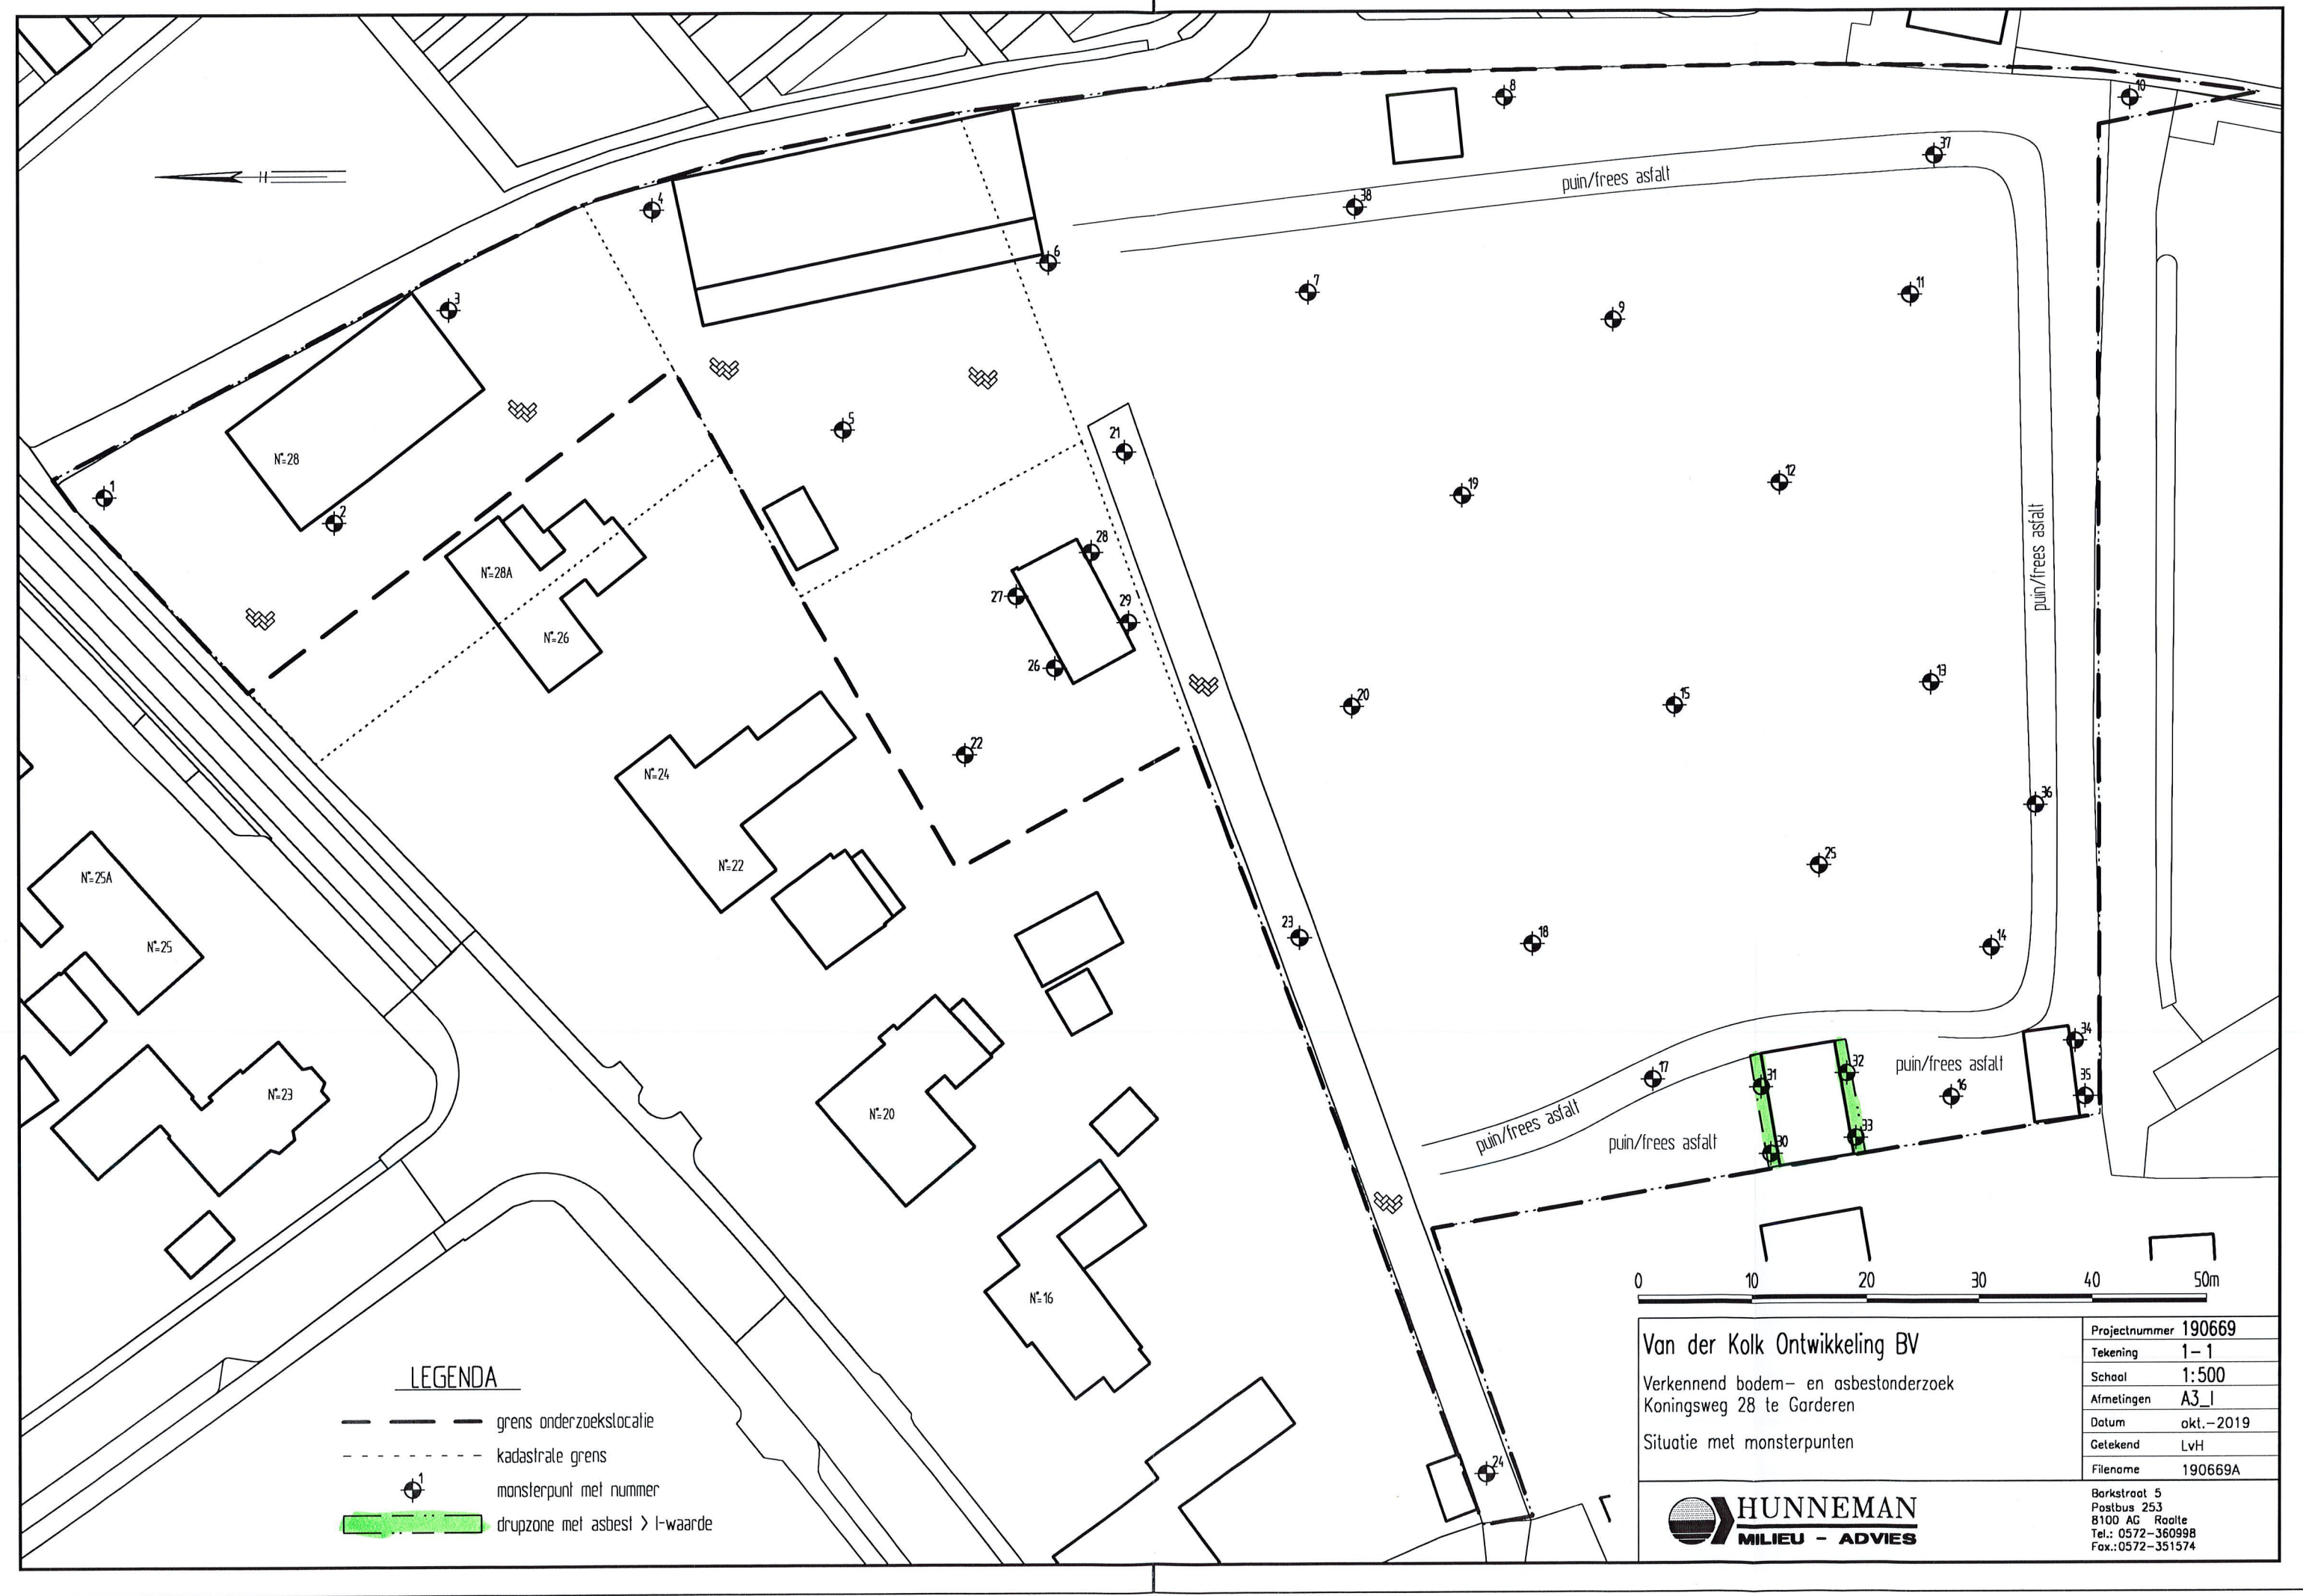 8
10
37
puin/frees asfalt
H
38
4
6
3
7
11
9
5
N°=28
21
1
2
19
12
28
puin/frees asfalt
N°=28A
27
29
N°=26
26
13
20
15
22
N°=24
36
N°=22
25
N°=25A
23
18
14
N°=25
34
17
32
puin/frees asfalt
31
16
35
N°=23
N°=20
puin/frees asfalt
puin/frees asfalt
33
30
N°=16
24
0 10 20 30 40 50m
LEGENDA
grens onderzoekslocatie
kadastrale grens
1
monsterpunt met nummer
drupzone met asbest > I-waarde
Van der Kolk Ontwikkeling BV
Verkennend bodem- en asbestonderzoek
Koningsweg 28 te Garderen
Situatie met monsterpunten
Projectnummer 190669
Tekening 1-1
Schaal 1:500
Afmetingen A3_l
Datum okt.-2019
Getekend LvH
Filename 190669A
HUNNEMAN
MILIEU - ADVIES
Barkstraat 5
Postbus 253
8100 AG Raalte
Tel.: 0572-360998
Fax.:0572-351574